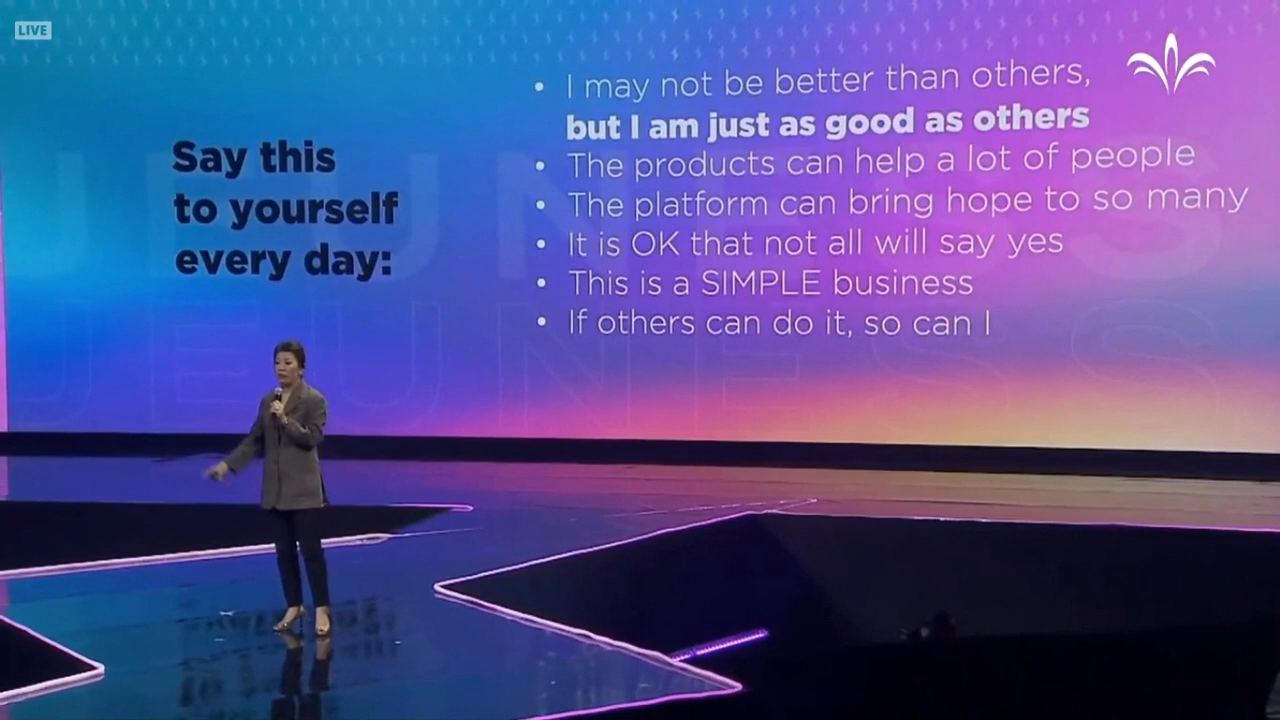 LIVE
Say this
to yourself
every day:
• I may not be better than others,
but I am just as good as others
• The products can help a lot of people
• The platform can bring hope to so many
• It is OK that not all will say yes
• This is a SIMPLE business
• If others can do it, so can I
JEUNESS
JEUNESS